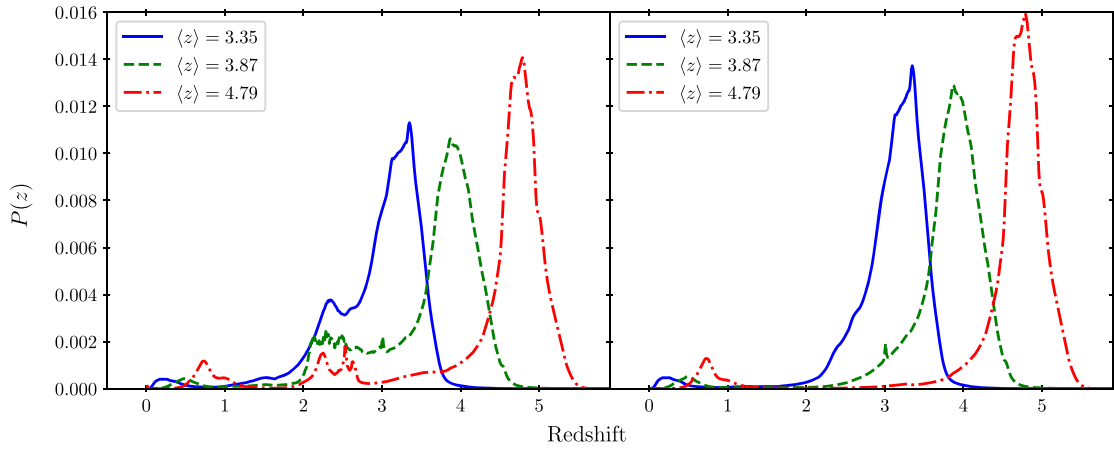 P(z)
0.016
0.014
0.012
0.010
0.008
0.006
0.004
0.002
0.000
⟨z⟩ = 3.35
⟨z⟩ = 3.87
⟨z⟩ = 4.79
0 1 2 3 4 5
⟨z⟩ = 3.35
⟨z⟩ = 3.87
⟨z⟩ = 4.79
0 1 2 3 4 5
Redshift